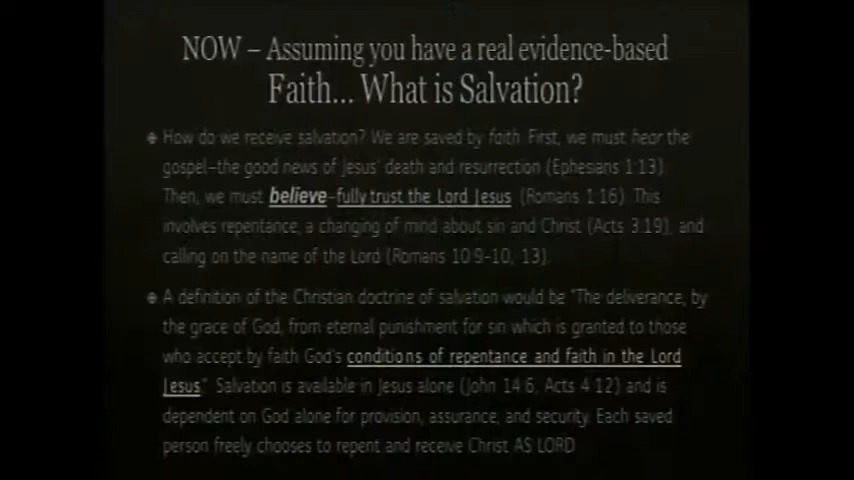 NOW – Assuming you have a real evidence-based
Faith... What is Salvation?
How do we receive salvation? We are saved by faith. First, we must hear the
gospel–the good news of Jesus' death and resurrection (Ephesians 1:13).
Then, we must believe–fully trust the Lord Jesus (Romans 1:16). This
involves repentance, a changing of mind about sin and Christ (Acts 3:19), and
calling on the name of the Lord (Romans 10:9-10, 13).
A definition of the Christian doctrine of salvation would be "The deliverance, by
the grace of God, from eternal punishment for sin which is granted to those
who accept by faith God's conditions of repentance and faith in the Lord
Jesus." Salvation is available in Jesus alone (John 14:6, Acts 4:12) and is
dependent on God alone for provision, assurance, and security. Each saved
person freely chooses to repent and receive Christ AS LORD